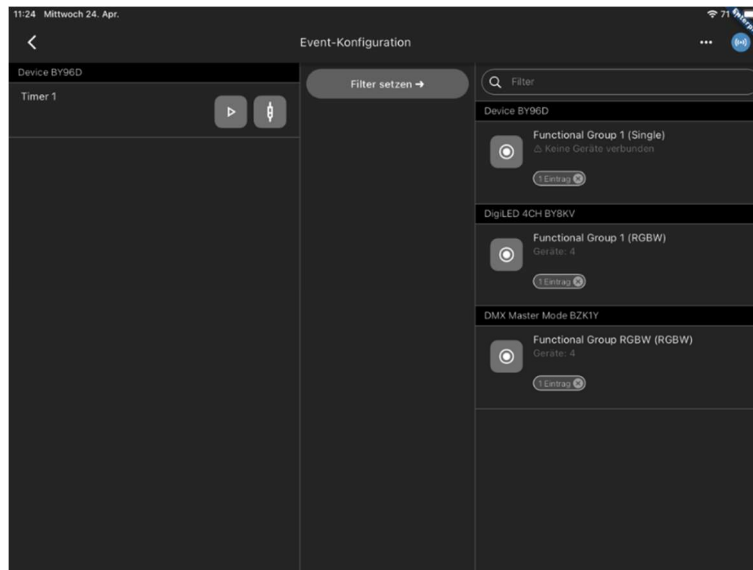 11:24 Mittwoch 24. Apr.
71
Event-Konfiguration
Device BY96D
Timer 1
Filter setzen →
Filter
Device BY96D
Functional Group 1 (Single)
⚠ Keine Geräte verbunden
1 Eintrag
DigiLED 4CH BY8KV
Functional Group 1 (RGBW)
Geräte: 4
1 Eintrag
DMX Master Mode BZK1Y
Functional Group RGBW (RGBW)
Geräte: 4
1 Eintrag